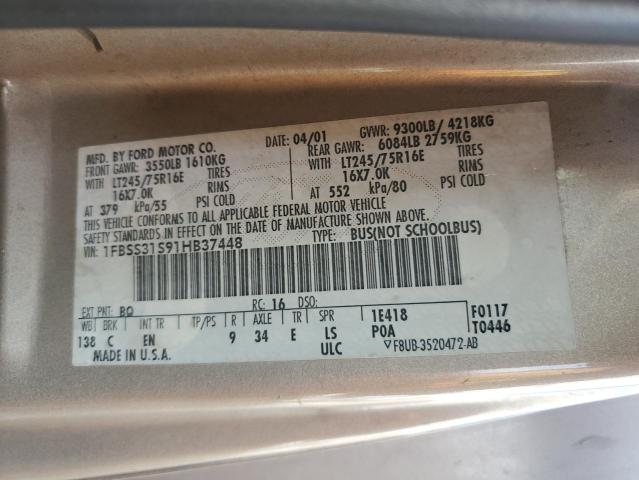 MFD. BY FORD MOTOR CO.
DATE: 04/01
GVWR: 9300LB/ 4218KG
FRONT GAWR: 3550LB 1610KG
REAR GAWR: 6084LB 2759KG
WITH LT245/75R16E TIRES
WITH LT245/75R16E TIRES
16X7.0K RINKS
16X7.0K RINKS
AT 379 kPa/55 PSI COLD
AT 552 kPa/80 PSI COLD
THIS VEHICLE CONFORMS TO ALL APPLICABLE FEDERAL MOTOR VEHICLE
SAFETY STANDARDS IN EFFECT ON THE DATE OF MANUFACTURE SHOWN ABOVE.
VIN: 1FBSS31S91HB37448
TYPE: BUS(NOT SCHOOLBUS)
EXT PNT: BQ RC: 16 DSO:
WB BRK INT TR TP/PS R AXLE TR SPR
138 C EN 9 34 E LS
ULC
1E418
P0A
F0117
T0446
MADE IN U.S.A.
▽F8UB-3520472-AB